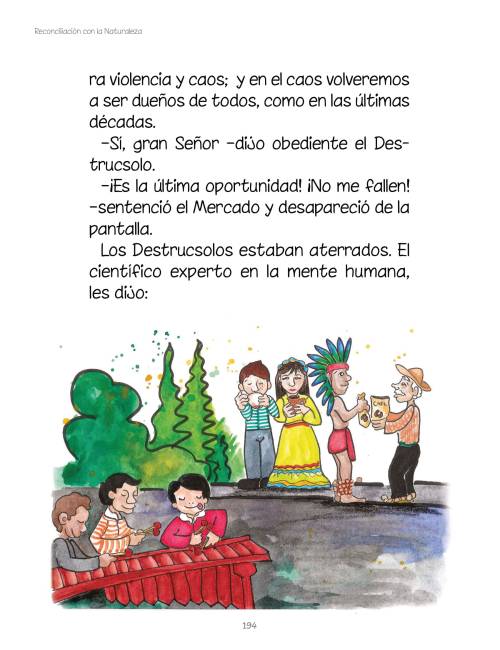 Reconciliación con la Naturaleza
ra violencia y caos;  y en el caos volveremos
a ser dueños de todos, como en las últimas
décadas.
–Sí, gran Señor –dijo obediente el Des-
trucsolo.
–¡Es la última oportunidad! ¡No me fallen!
–sentenció el Mercado y desapareció de la
pantalla.
Los Destrucsolos estaban aterrados. El
científico experto en la mente humana,
les dijo:
CAFÉ
194